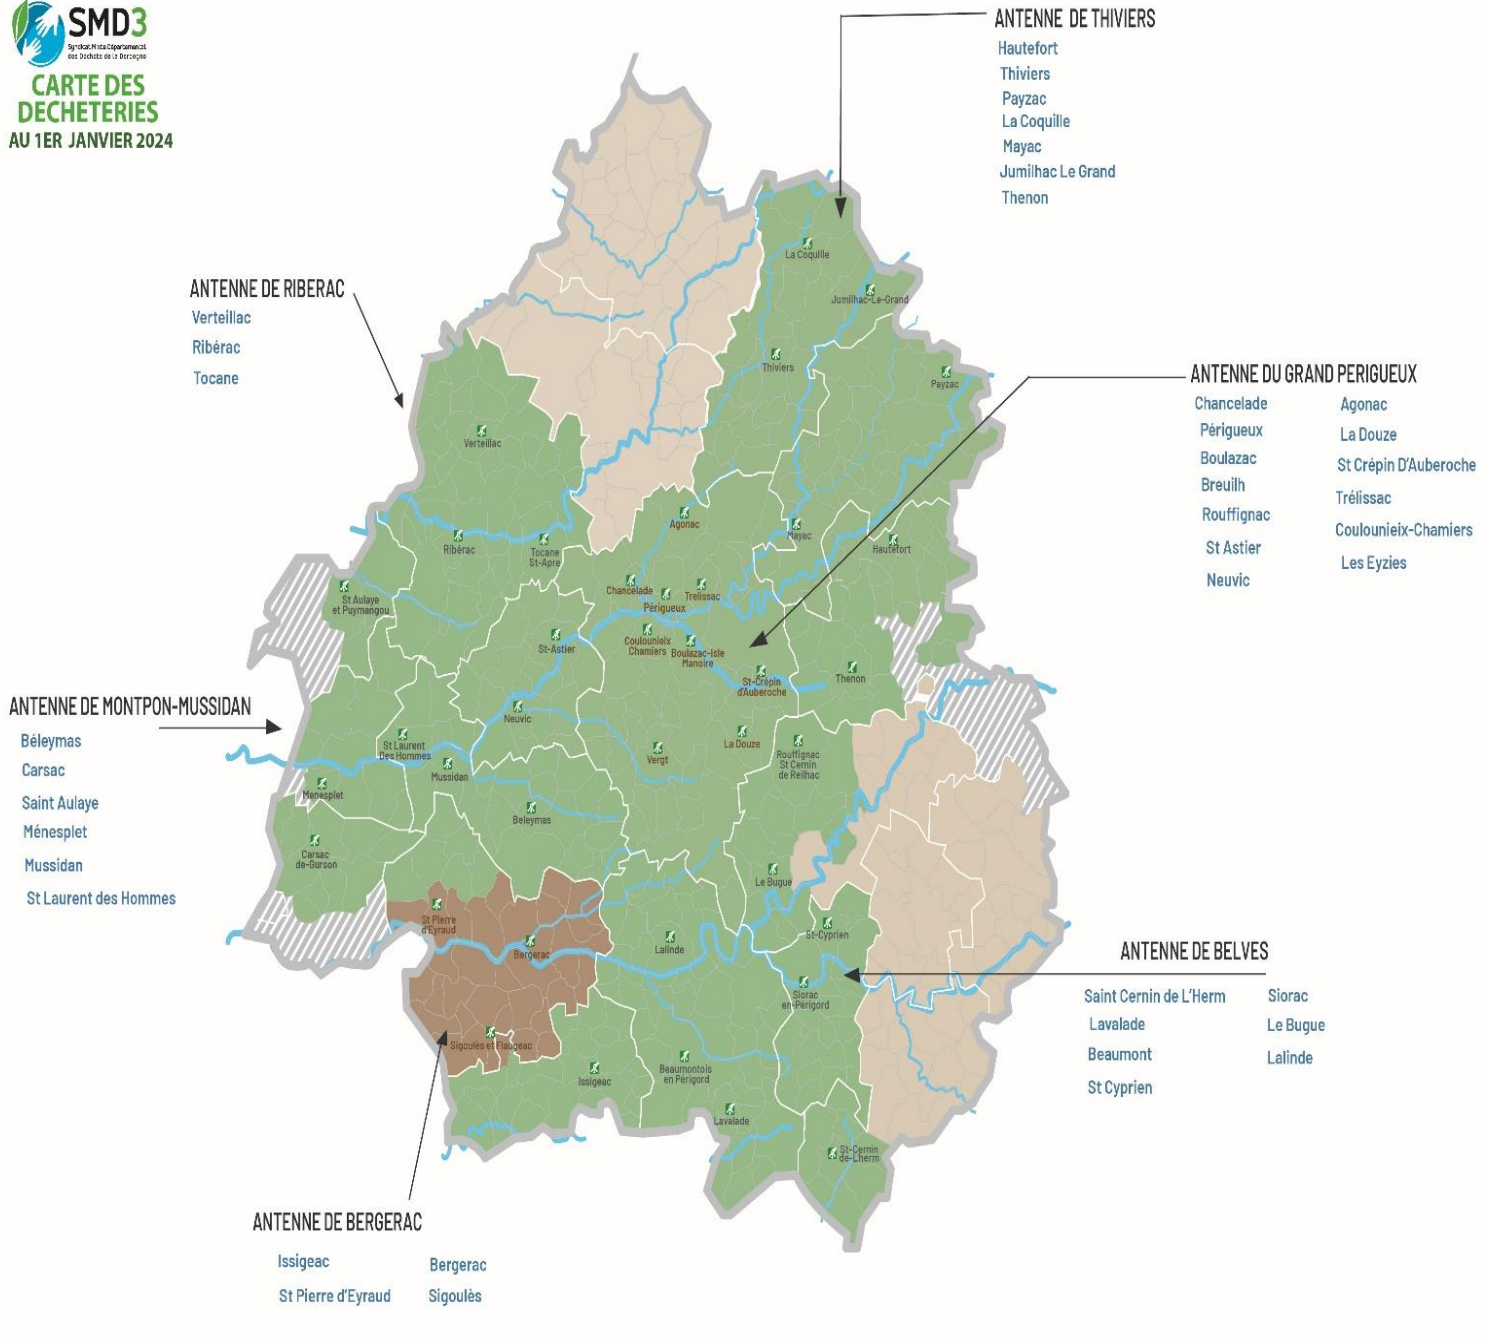 SMD3
Syndicat Mixte Départemental
des Déchets de la Dordogne
CARTE DES
DECHETERIES
AU 1ER JANVIER 2024
ANTENNE DE THIVIERS
Hautefort
Thiviers
Payzac
La Coquille
Mayac
Jumilhac Le Grand
Thenon
ANTENNE DE RIBERAC
Verteillac
Ribérac
Tocane
ANTENNE DU GRAND PERIGUEUX
Chancelade
Périgueux
Boulazac
Breuilh
Rouffignac
St Astier
Neuvic
Agonac
La Douze
St Crépin D'Auberoche
Trélissac
Coulounieix-Chamiers
Les Eyzies
ANTENNE DE MONTPON-MUSSIDAN
Béleymas
Carsac
Saint Aulaye
Ménesplet
Mussidan
St Laurent des Hommes
ANTENNE DE BELVES
Saint Cernin de L'Herm
Lavalade
Beaumont
St Cyprien
Siorac
Le Bugue
Lalinde
ANTENNE DE BERGERAC
Issigeac
St Pierre d'Eyraud
Bergerac
Sigoulès
La Coquille
Jumilhac-Le-Grand
Thiviers
Payzac
Verteillac
Agonac
Mayac
Ribérac
Tocane
St-Apre
Hautefort
St Aulaye
et Puymangou
Chancelade
Périgueux
Trelissac
St-Astier
Coulounieix
Chamiers
Boulazac-Isle
Manoire
St-Crépin
d'Auberoche
Thenon
Neuvic
St Laurent
Des Hommes
Mussidan
Vergt
La Douze
Rouffignac
St Cernin
de Reilhac
Menesplet
Beleymas
Carsac
de-Gurson
Le Bugue
St Pierre
d'Eyraud
Bergerac
Lalinde
St-Cyprien
Siorac
en-Périgord
Sigoulès et Flaugeac
Issigeac
Beaumontois
en Périgord
Lavalade
St-Cernin
de-L'herm